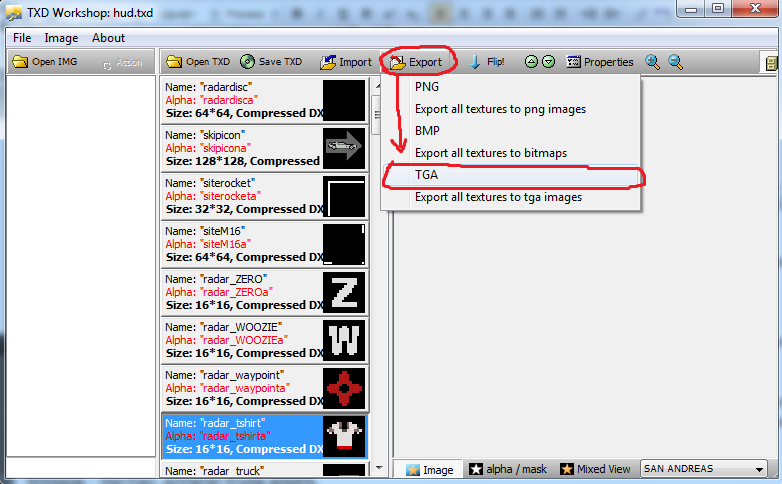 TXD Workshop: hud.txd
File Image About
Open IMG Action Open TXD Save TXD Import Export Flip! Properties
PNG
Export all textures to png images
BMP
Export all textures to bitmaps
TGA
Export all textures to tga images
Name: "radardisc"
Alpha: "radardisca"
Size: 64*64, Compressed DX
Name: "skipicon"
Alpha: "skipicona"
Size: 128*128, Compressed
Name: "siterocket"
Alpha: "siterocketa"
Size: 32*32, Compressed DX
Name: "siteM16"
Alpha: "siteM16a"
Size: 64*64, Compressed DX
Name: "radar_ZERO"
Alpha: "radar_ZEROa"
Size: 16*16, Compressed DX
Z
Name: "radar_WOOZIE"
Alpha: "radar_WOOZIEa"
Size: 16*16, Compressed DX
W
Name: "radar_waypoint"
Alpha: "radar_waypointa"
Size: 16*16, Compressed DX
Name: "radar_tshirt"
Alpha: "radar_tshirta"
Size: 16*16, Compressed DX
Name: "radar_truck"
Image alpha / mask Mixed View SAN ANDREAS